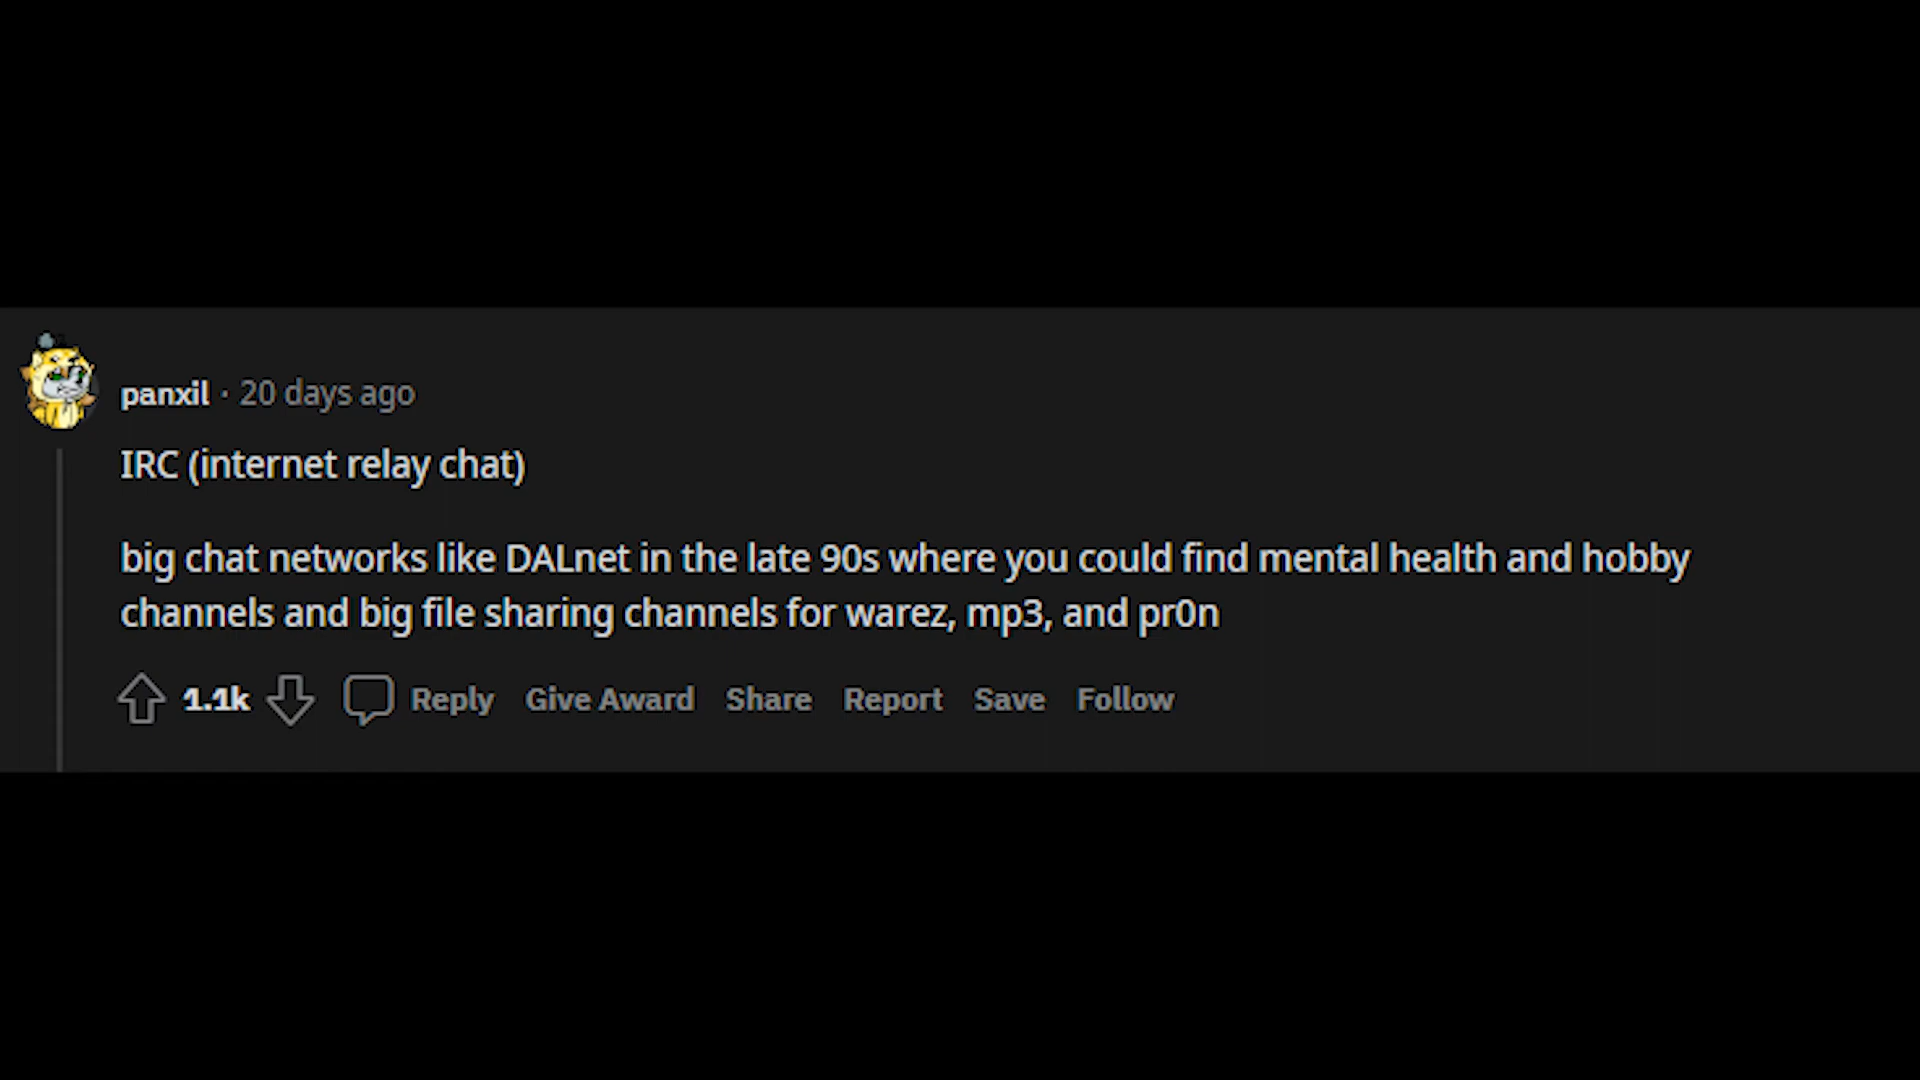 panxil · 20 days ago
IRC (internet relay chat)
big chat networks like DALnet in the late 90s where you could find mental health and hobby
channels and big file sharing channels for warez, mp3, and pr0n
1.1k Reply Give Award Share Report Save Follow